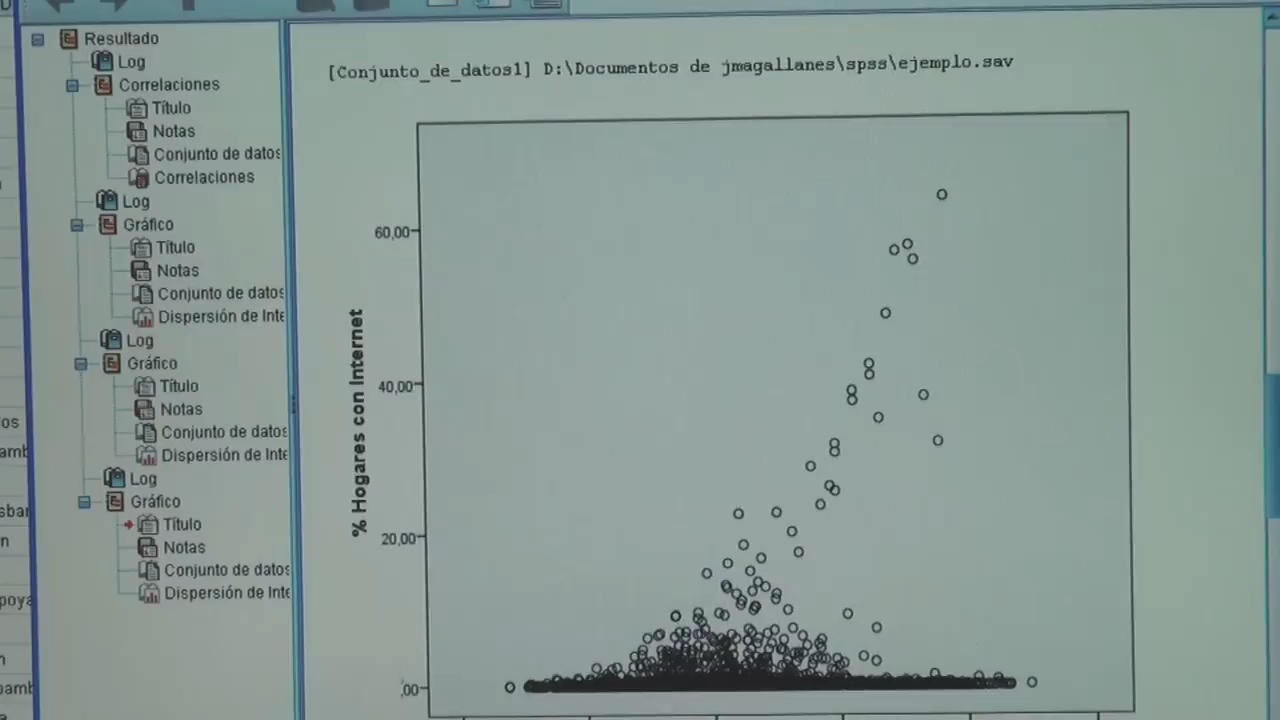 Resultado
Log
Correlaciones
Título
Notas
Conjunto de datos
Correlaciones
Log
Gráfico
Título
Notas
Conjunto de datos
Dispersión de Inte
Log
Gráfico
Título
Notas
Conjunto de datos
Dispersión de Inte
Log
Gráfico
Título
Notas
Conjunto de datos
Dispersión de Inte
[Conjunto_de_datos1] D:\Documentos de jmagallanes\spss\ejemplo.sav
% Hogares con Internet
60,00
40,00
20,00
,00